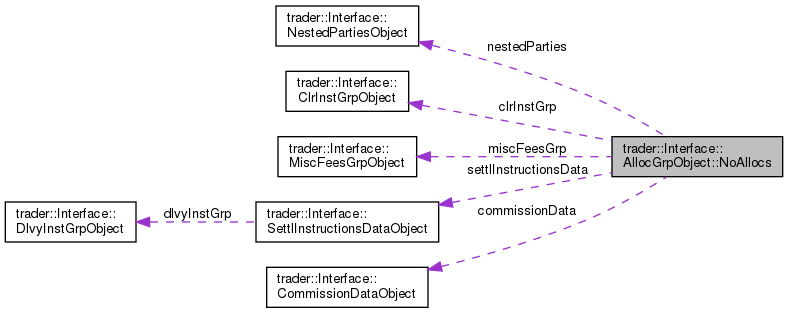 trader::Interface::
NestedPartiesObject
nestedParties
trader::Interface::
ClrInstGrpObject
clrInstGrp
trader::Interface::
MiscFeesGrpObject
miscFeesGrp
trader::Interface::
AllocGrpObject::NoAllocs
settlInstructionsData
trader::Interface::
DlvyInstGrpObject
dlvyInstGrp
trader::Interface::
SettlInstructionsDataObject
commissionData
trader::Interface::
CommissionDataObject